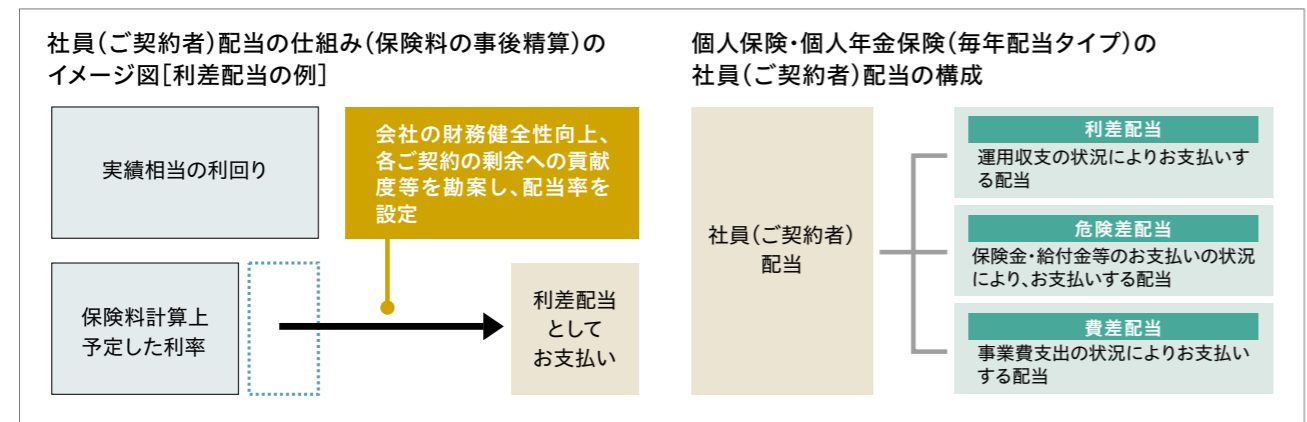 社員(ご契約者)配当の仕組み(保険料の事後精算)の
イメージ図[利差配当の例]
実績相当の利回り
会社の財務健全性向上、
各ご契約の剰余への貢献
度等を勘案し、配当率を
設定
保険料計算上
予定した利率
利差配当
として
お支払い
個人保険・個人年金保険(毎年配当タイプ)の
社員(ご契約者)配当の構成
社員(ご契約者)
配当
利差配当
運用収支の状況によりお支払いす
る配当
危険差配当
保険金・給付金等のお支払いの状況
により、お支払いする配当
費差配当
事業費支出の状況によりお支払い
する配当